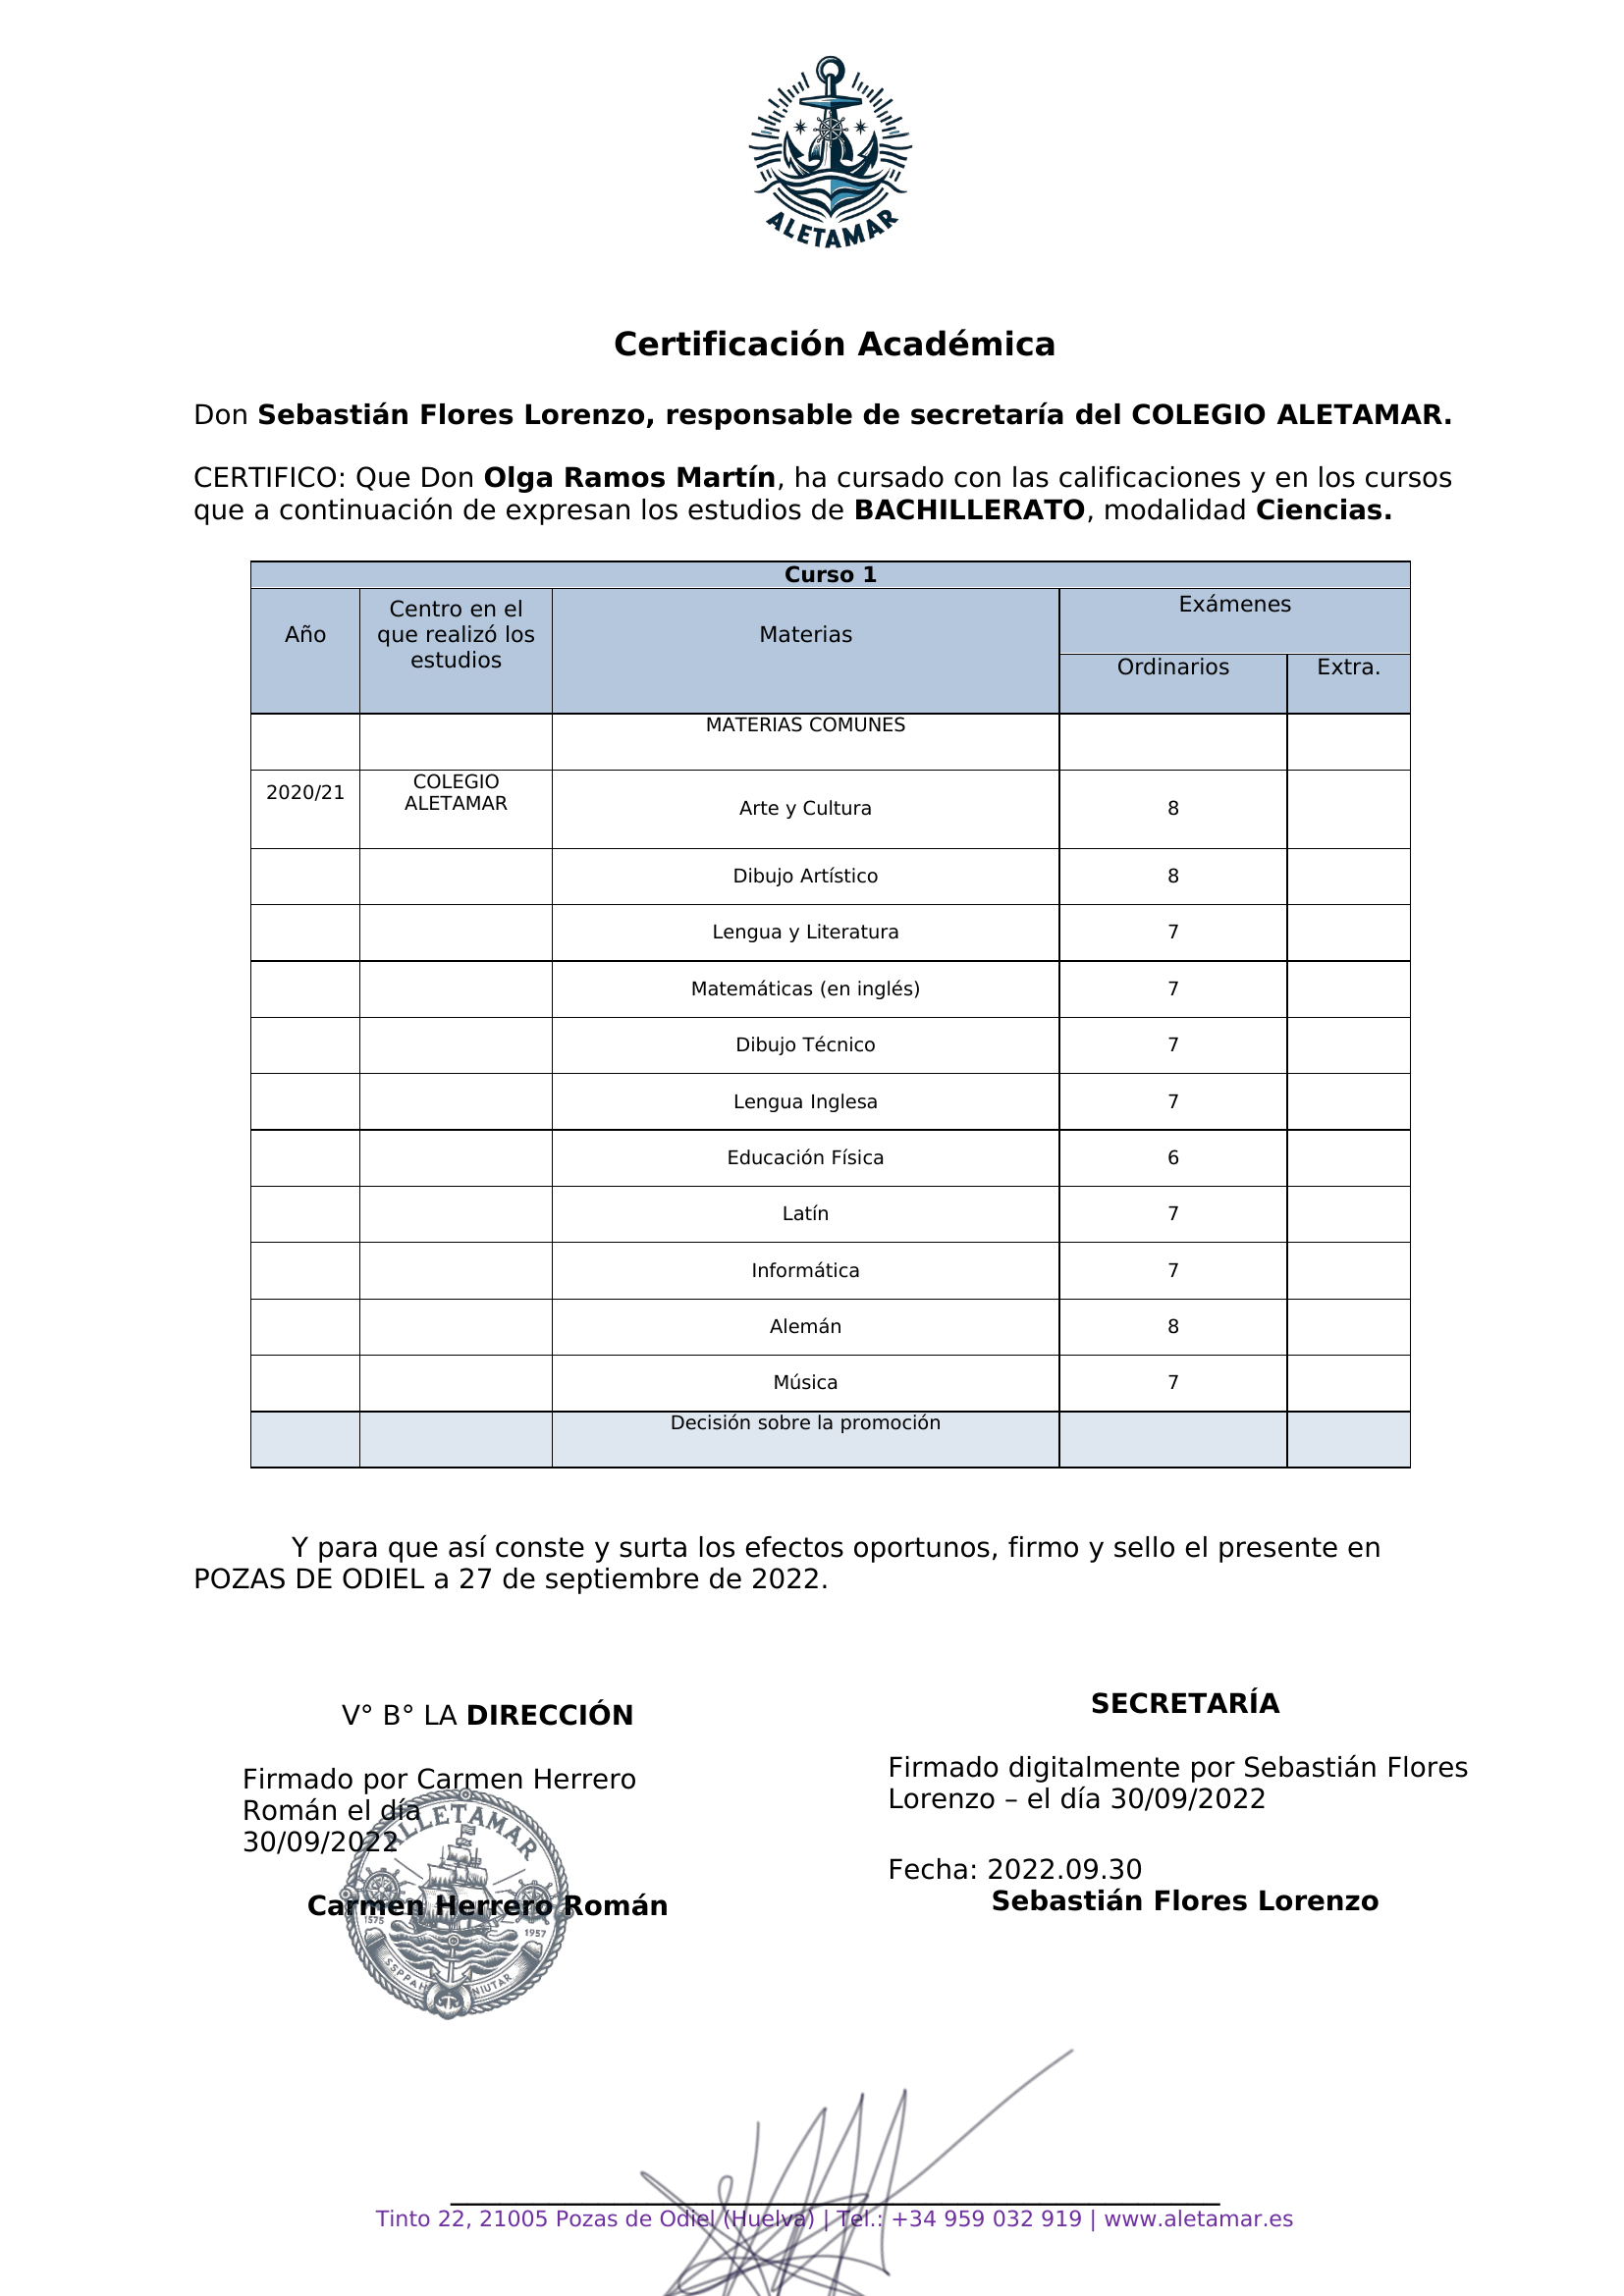 ALETAMAR
Certificación Académica
Don Sebastián Flores Lorenzo, responsable de secretaría del COLEGIO ALETAMAR.
CERTIFICO: Que Don Olga Ramos Martín, ha cursado con las calificaciones y en los cursos
que a continuación de expresan los estudios de BACHILLERATO, modalidad Ciencias.
Curso 1
Año
Centro en el
que realizó los
estudios
Materias
Exámenes
Ordinarios
Extra.
MATERIAS COMUNES
2020/21
COLEGIO
ALETAMAR
Arte y Cultura 8
Dibujo Artístico 8
Lengua y Literatura 7
Matemáticas (en inglés) 7
Dibujo Técnico 7
Lengua Inglesa 7
Educación Física 6
Latín 7
Informática 7
Alemán 8
Música 7
Decisión sobre la promoción
Y para que así conste y surta los efectos oportunos, firmo y sello el presente en
POZAS DE ODIEL a 27 de septiembre de 2022.
V° B° LA DIRECCIÓN
Firmado por Carmen Herrero
Román el día
30/09/2022
Carmen Herrero Román
ALLETAMAR
1575
1957
SSPPAH
NIUTAR
SECRETARÍA
Firmado digitalmente por Sebastián Flores
Lorenzo – el día 30/09/2022
Fecha: 2022.09.30
Sebastián Flores Lorenzo
Tinto 22, 21005 Pozas de Odiel (Huelva) | Tel.: +34 959 032 919 | www.aletamar.es